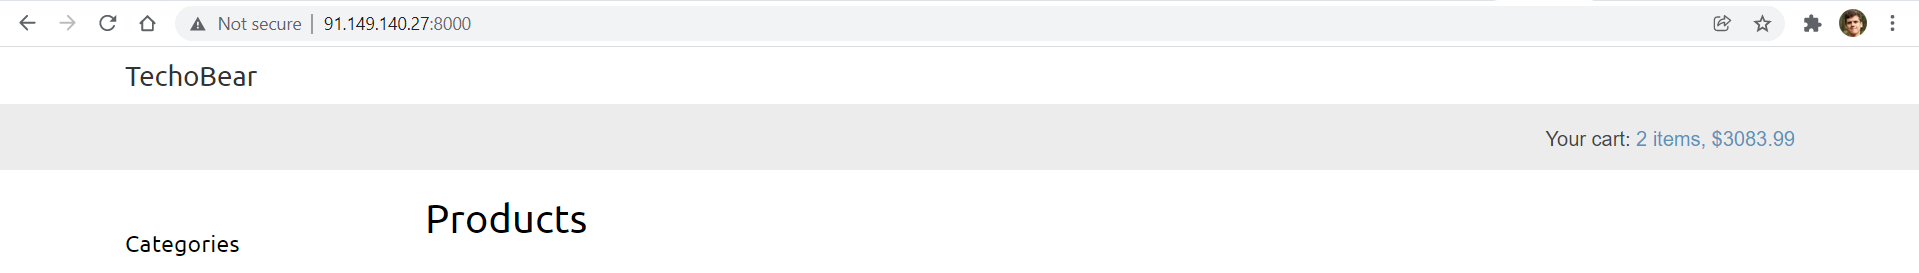 Not secure | 91.149.140.27:8000
TechoBear
Your cart: 2 items, $3083.99
Products
Categories